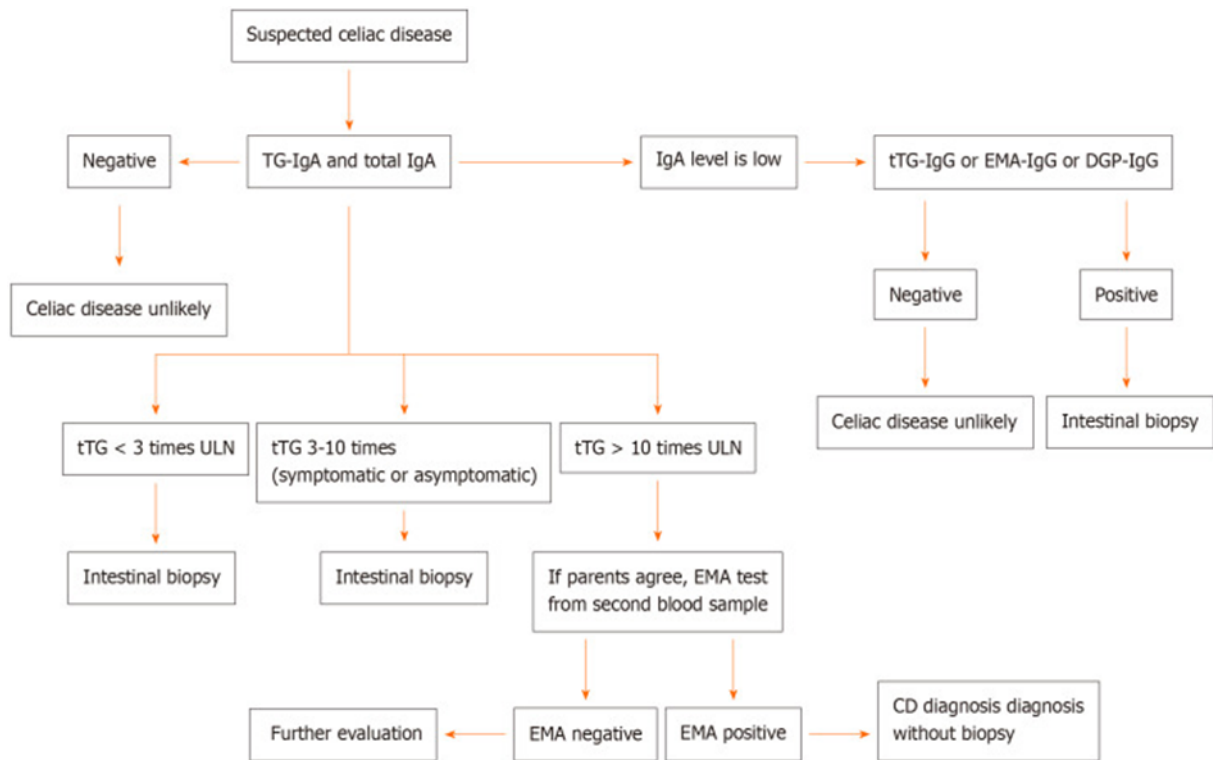 Suspected celiac disease
Negative
TG-IgA and total IgA
IgA level is low
tTG-IgG or EMA-IgG or DGP-IgG
Celiac disease unlikely
Negative
Positive
Celiac disease unlikely
Intestinal biopsy
tTG < 3 times ULN
tTG 3-10 times
(symptomatic or asymptomatic)
tTG > 10 times ULN
Intestinal biopsy
Intestinal biopsy
If parents agree, EMA test
from second blood sample
Further evaluation
EMA negative
EMA positive
CD diagnosis diagnosis
without biopsy